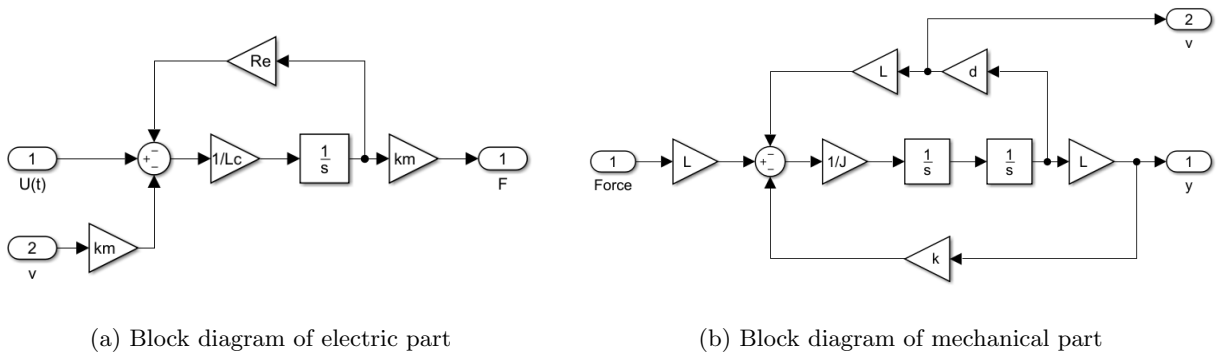 2
v
Re
L
d
1
U(t)
+
−
−
1/Lc
1
s
km
1
F
1
Force
L
+
−
−
1/J
1
s
1
s
L
1
y
2
v
km
k
(a) Block diagram of electric part
(b) Block diagram of mechanical part